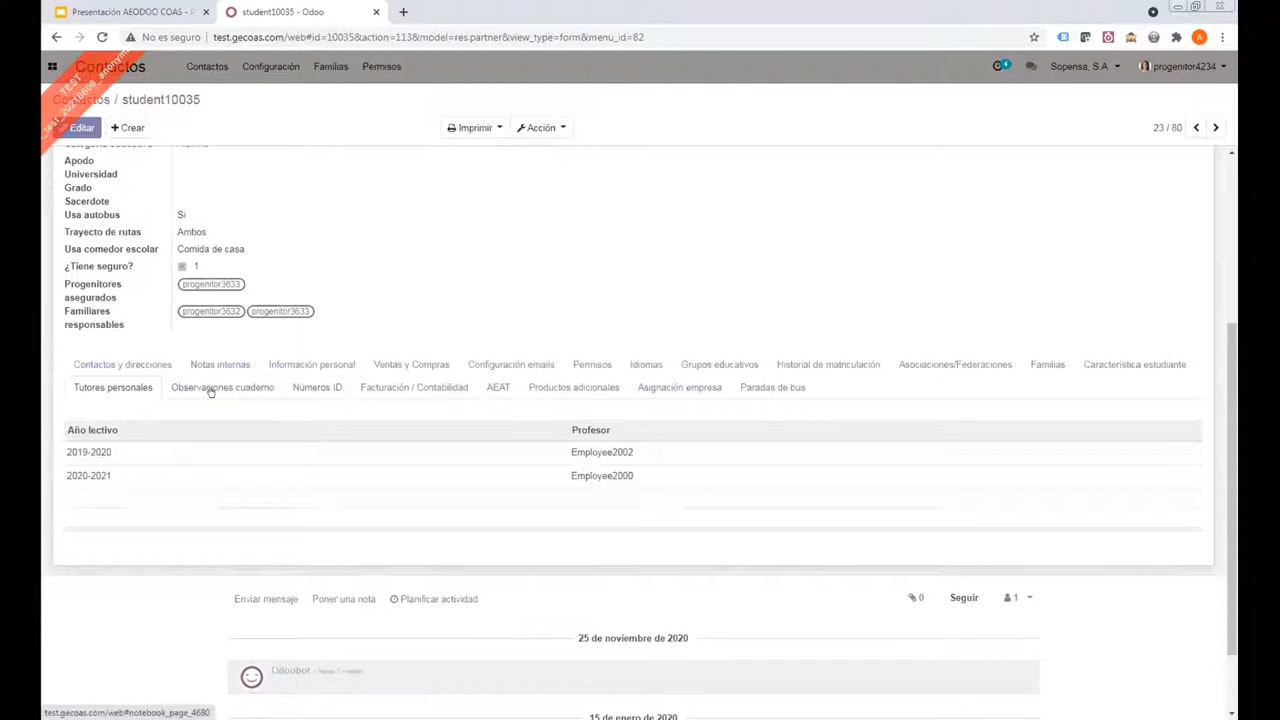 Presentación AEODOO COAS - P
student10035 - Odoo
No es seguro
test.gecoas.com/web#id=10035&action=113&model=res.partner&view_type=form&menu_id=82
A
TEST
Contactos
Contactos
Configuración
Familias
Permisos
4
Sopensa, S.A.
progenitor4234
Contactos / student10035
Editar
Crear
Imprimir
Acción
23 / 80
Apodo
Universidad
Grado
Sacerdote
Usa autobus
Si
Trayecto de rutas
Ambos
Usa comedor escolar
Comida de casa
¿Tiene seguro?
1
Progenitores asegurados
progenitor3633
Familiares responsables
progenitor3632
progenitor3633
Contactos y direcciones
Notas internas
Información personal
Ventas y Compras
Configuración emails
Permisos
Idiomas
Grupos educativos
Historial de matriculación
Asociaciones/Federaciones
Familias
Característica estudiante
Tutores personales
Observaciones cuaderno
Números ID
Facturación / Contabilidad
AEAT
Productos adicionales
Asignación empresa
Paradas de bus
Año lectivo
Profesor
2019-2020
Employee2002
2020-2021
Employee2000
Enviar mensaje
Poner una nota
Planificar actividad
0
Seguir
1
25 de noviembre de 2020
Odoobot
15 de enero de 2020
test.gecoas.com/web#notebook_page_4680